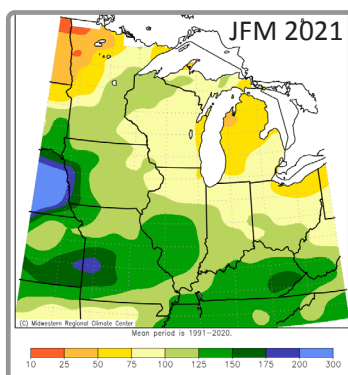 JFM 2021
(C) Midwestern Regional Climate Center
Mean period is 1991-2020.
10 25 50 75 100 125 150 175 200 300